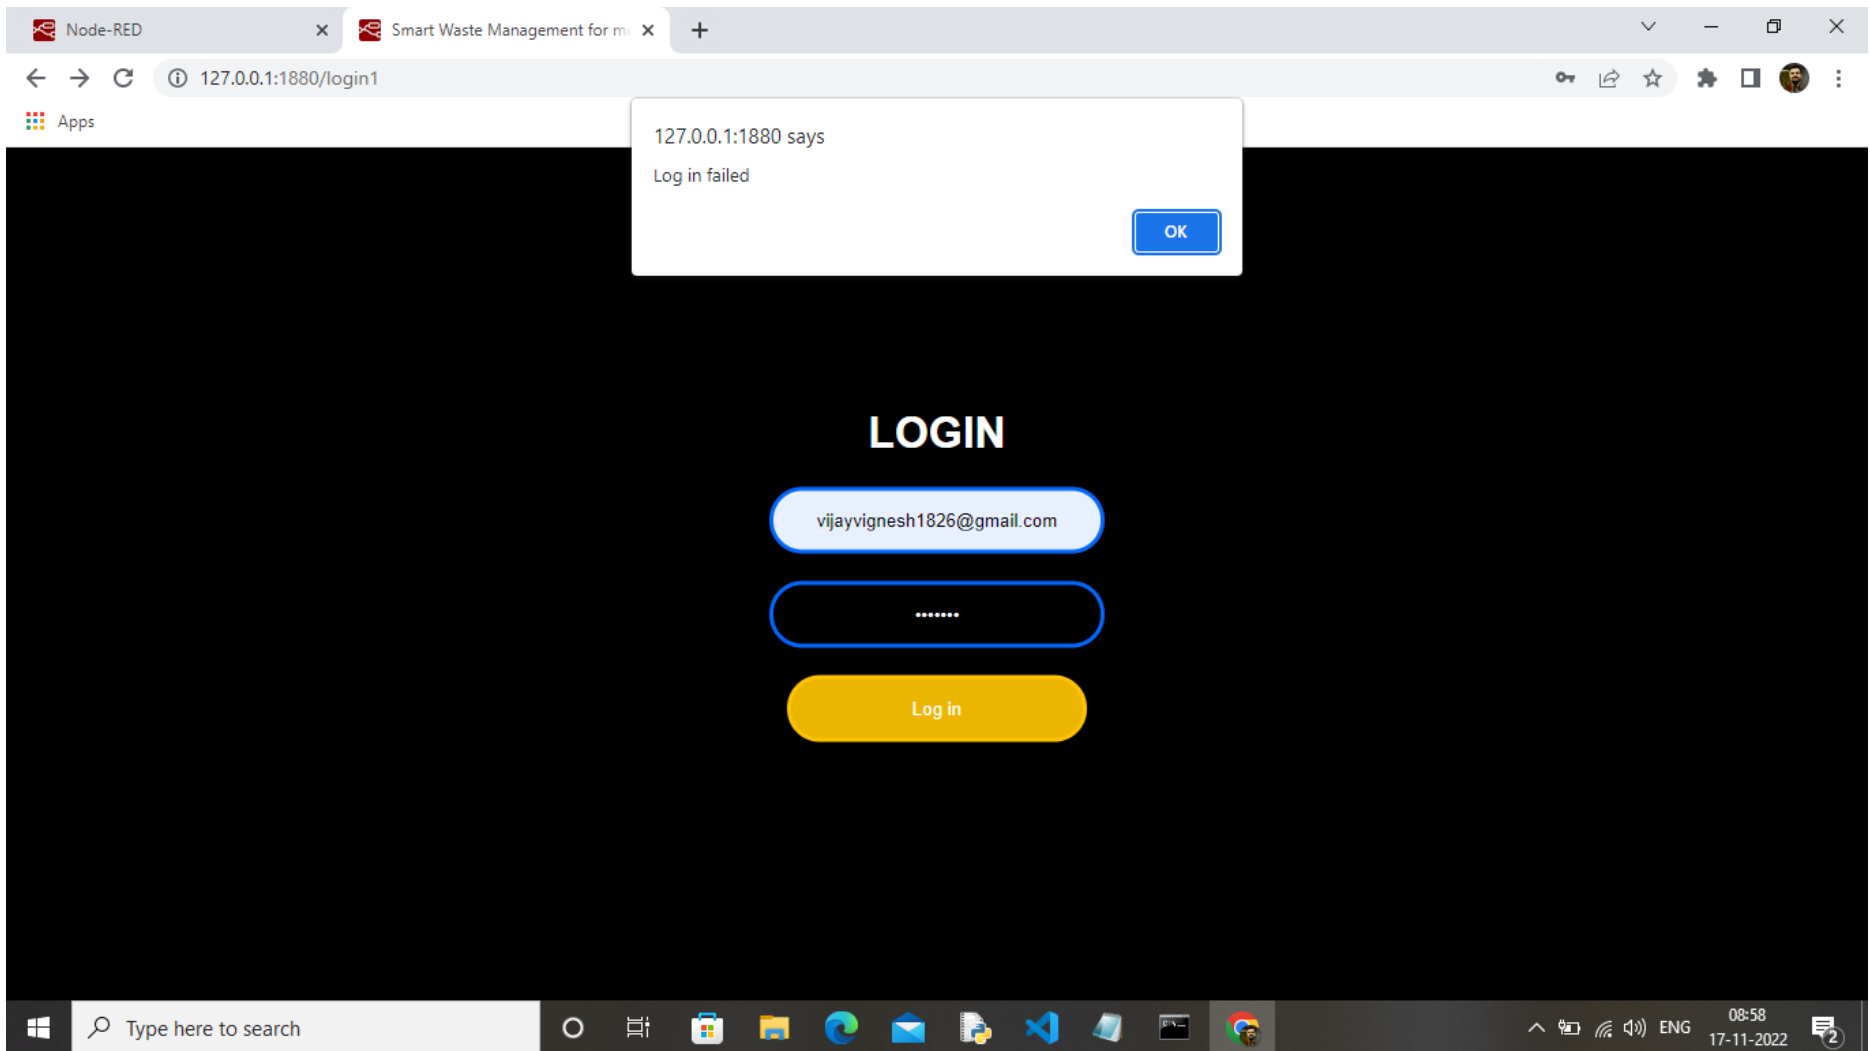 Node-RED
Smart Waste Management for m
127.0.0.1:1880/login1
Apps
127.0.0.1:1880 says
Log in failed
OK
LOGIN
vijayvignesh1826@gmail.com
•••••••
Log in
Type here to search
ENG
08:58
17-11-2022
2